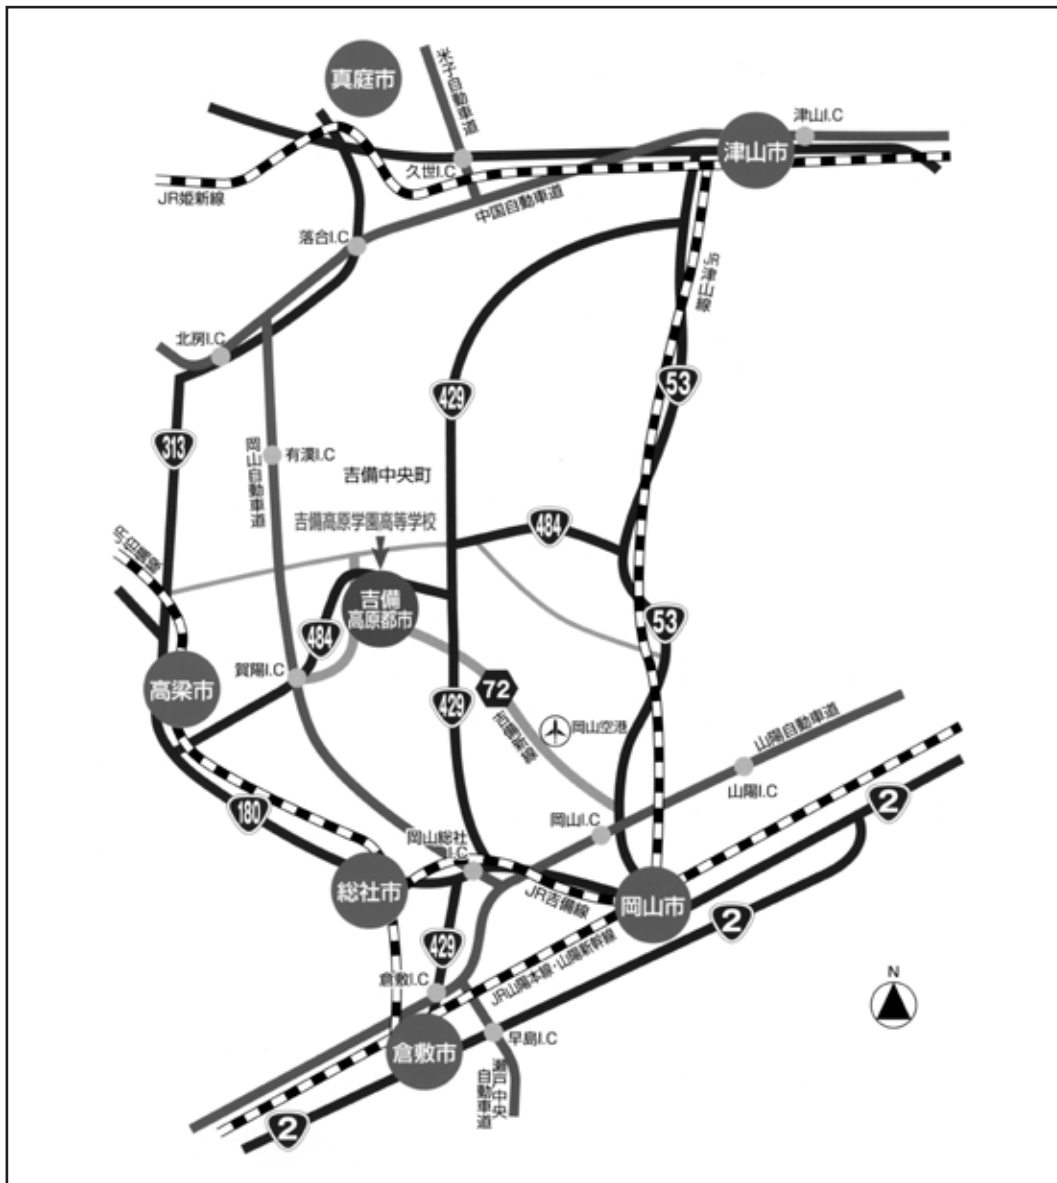 真庭市
米子自動車道
津山I.C
津山市
久世I.C
JR姫新線
中国自動車道
落合I.C
JR津山線
北房I.C
429
53
313
岡山自動車道
有漢I.C
吉備中央町
吉備高原学園高等学校
484
JR伯備線
吉備
高原都市
484
53
賀陽I.C
高梁市
72
429
吉備新線
岡山空港
山陽自動車道
山陽I.C
2
180
岡山I.C
岡山総社
I.C
総社市
JR吉備線
岡山市
2
429
JR山陽本線・山陽新幹線
倉敷I.C
N
早島I.C
倉敷市
瀬戸中央
自動車道
2